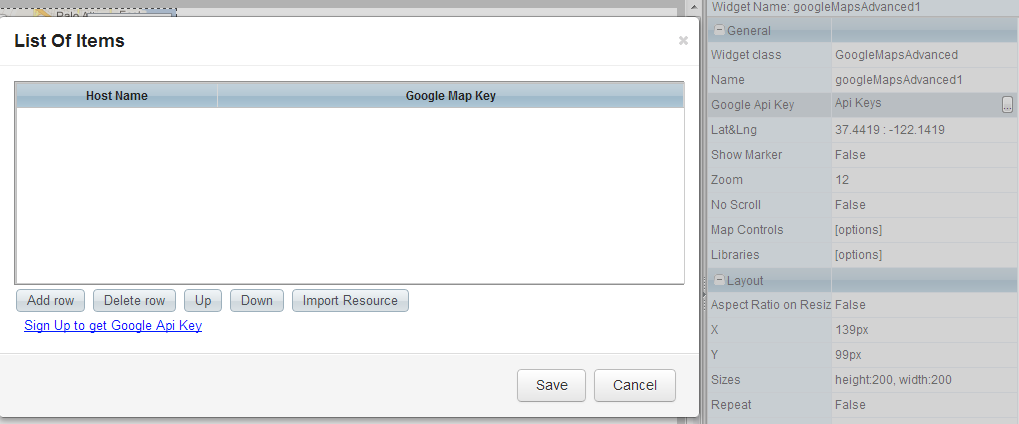 List Of Items
×
Host Name Google Map Key
Add row Delete row Up Down Import Resource
Sign Up to get Google Api Key
Save Cancel
Widget Name: googleMapsAdvanced1
General
Widget class GoogleMapsAdvanced
Name googleMapsAdvanced1
Google Api Key Api Keys ...
Lat&Lng 37.4419 : -122.1419
Show Marker False
Zoom 12
No Scroll False
Map Controls [options]
Libraries [options]
Layout
Aspect Ratio on Resiz False
X 139px
Y 99px
Sizes height:200, width:200
Repeat False